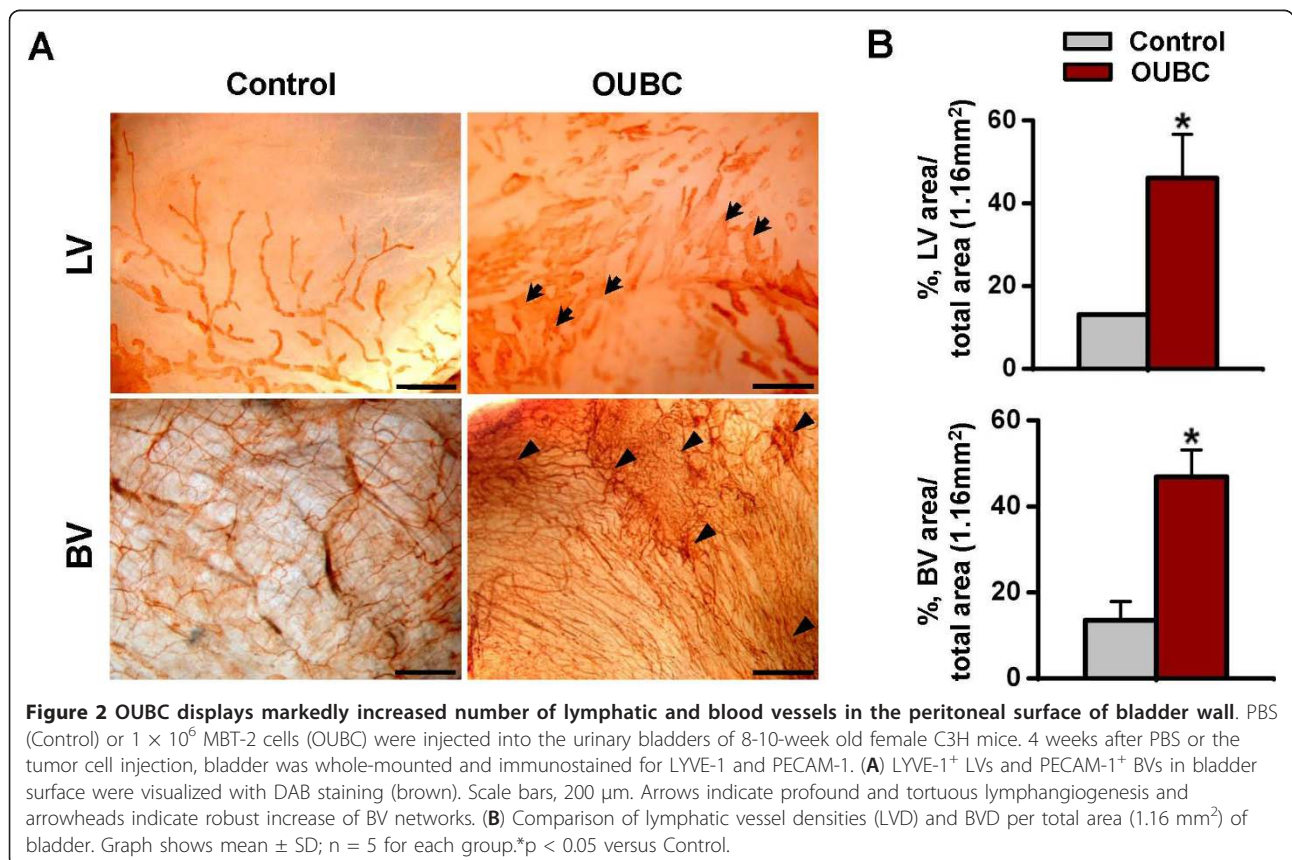 A
Control
OUBC
LV
BV
B
Control
OUBC
%, LV area/
total area (1.16mm²)
60
40
20
0
*
%, BV area/
total area (1.16mm²)
60
40
20
0
*
Figure 2 OUBC displays markedly increased number of lymphatic and blood vessels in the peritoneal surface of bladder wall. PBS
(Control) or 1 × 10⁶ MBT-2 cells (OUBC) were injected into the urinary bladders of 8-10-week old female C3H mice. 4 weeks after PBS or the
tumor cell injection, bladder was whole-mounted and immunostained for LYVE-1 and PECAM-1. (A) LYVE-1⁺ LVs and PECAM-1⁺ BVs in bladder
surface were visualized with DAB staining (brown). Scale bars, 200 μm. Arrows indicate profound and tortuous lymphangiogenesis and
arrowheads indicate robust increase of BV networks. (B) Comparison of lymphatic vessel densities (LVD) and BVD per total area (1.16 mm²) of
bladder. Graph shows mean ± SD; n = 5 for each group.*p < 0.05 versus Control.